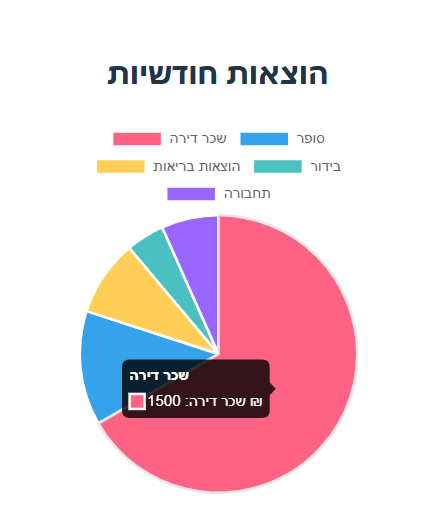 הוצאות חודשיות
שכר דירה סופר
הוצאות בריאות בידור
תחבורה
שכר דירה
₪ שכר דירה: 1500